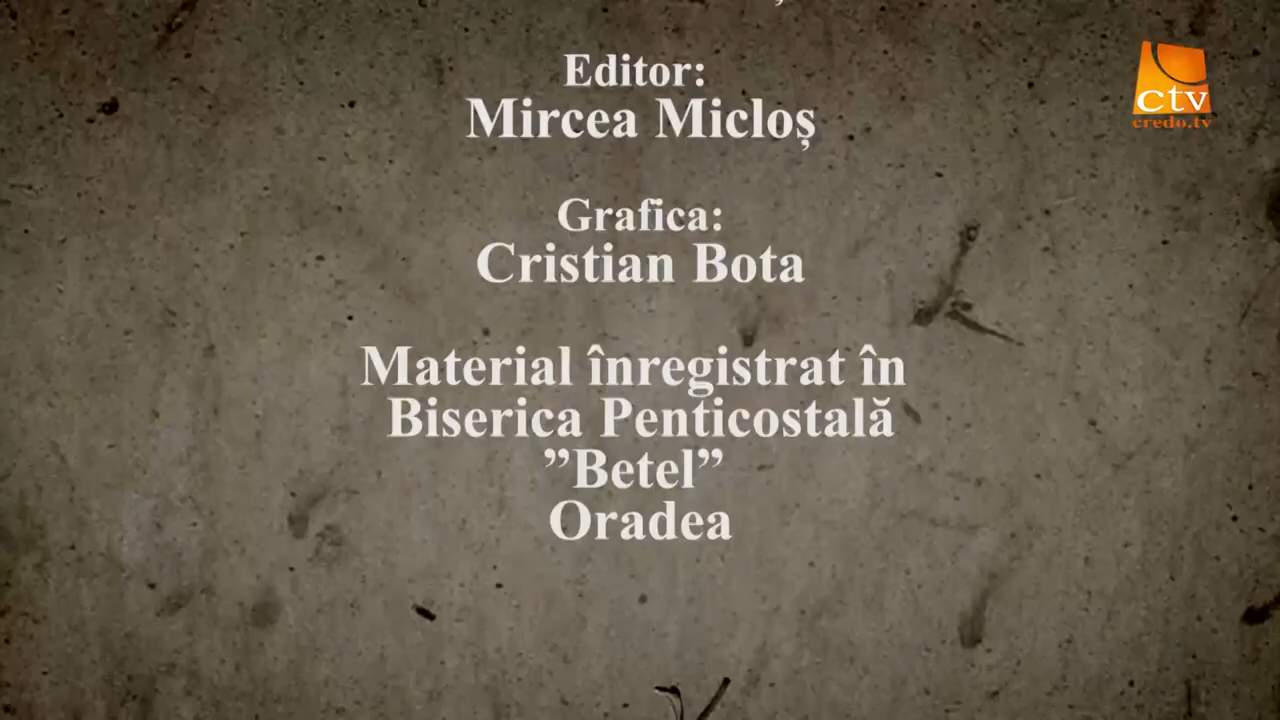 Editor:
Mircea Micloș
Grafica:
Cristian Bota
Material înregistrat în
Biserica Penticostală
”Betel”
Oradea
ctv
credo.tv